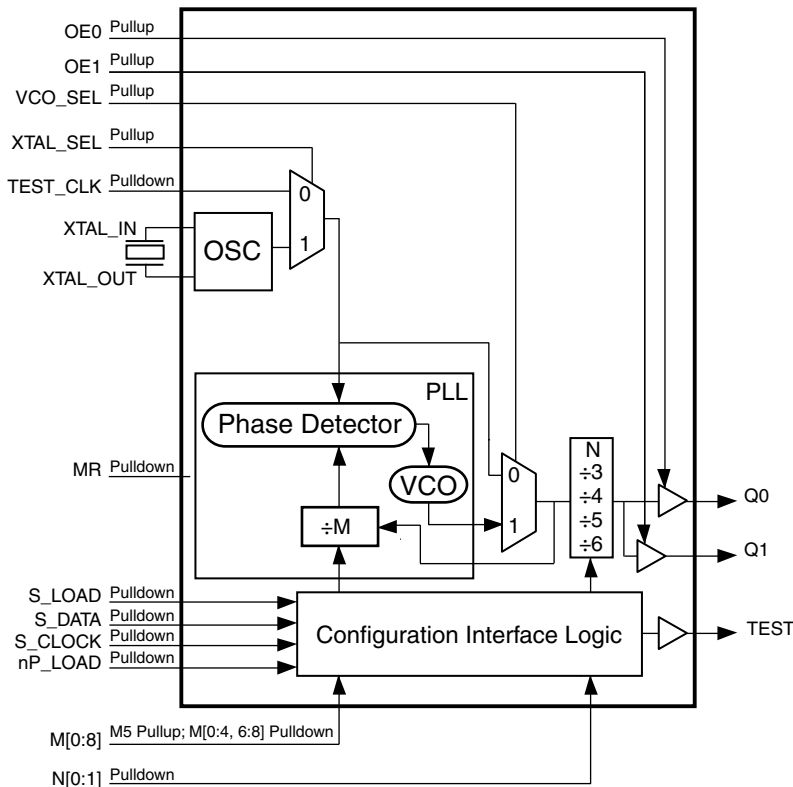 OE0 Pullup
OE1 Pullup
VCO_SEL Pullup
XTAL_SEL Pullup
TEST_CLK Pulldown
0
XTAL_IN
OSC
1
XTAL_OUT
PLL
Phase Detector
MR Pulldown
VCO
0
1
÷M
N
÷3
÷4
÷5
÷6
Q0
Q1
S_LOAD Pulldown
S_DATA Pulldown
S_CLOCK Pulldown
nP_LOAD Pulldown
Configuration Interface Logic
TEST
M[0:8] M5 Pullup; M[0:4, 6:8] Pulldown
N[0:1] Pulldown